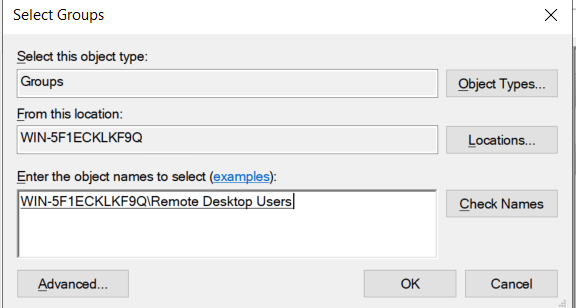 Select Groups
Select this object type:
Groups
Object Types...
From this location:
WIN-5F1ECKLKF9Q
Locations...
Enter the object names to select (examples):
WIN-5F1ECKLKF9Q\Remote Desktop Users
Check Names
Advanced...
OK
Cancel